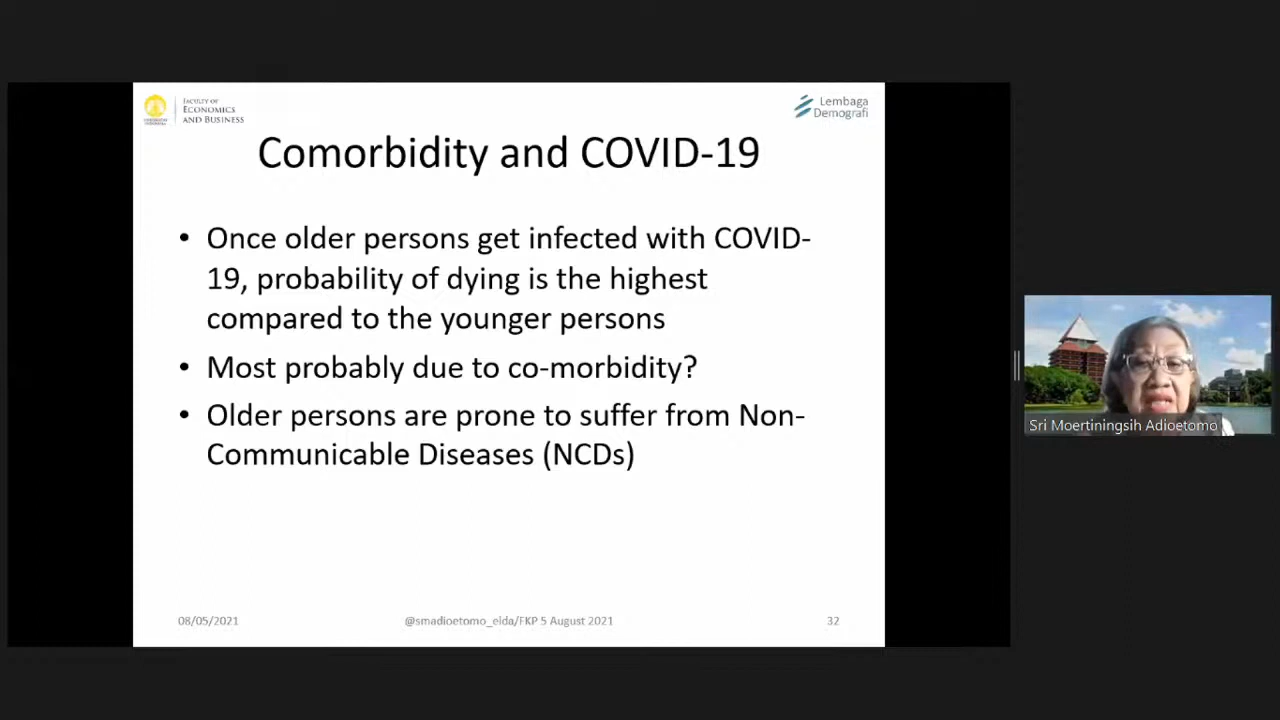 FACULTY OF
ECONOMICS
AND BUSINESS
Lembaga
Demografi
Comorbidity and COVID-19
• Once older persons get infected with COVID-
19, probability of dying is the highest
compared to the younger persons
• Most probably due to co-morbidity?
• Older persons are prone to suffer from Non-
Communicable Diseases (NCDs)
Sri Moertiningsih Adioetomo
08/05/2021
@smadioetomo_elda/FKP 5 August 2021
32